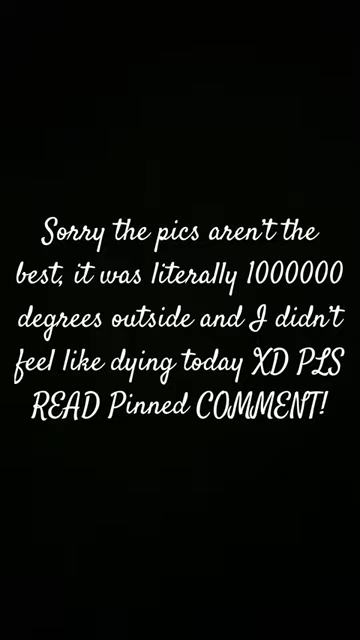 Sorry the pics aren't the
best, it was literally 1000000
degrees outside and I didn't
feel like dying today XD PLS
READ Pinned COMMENT!